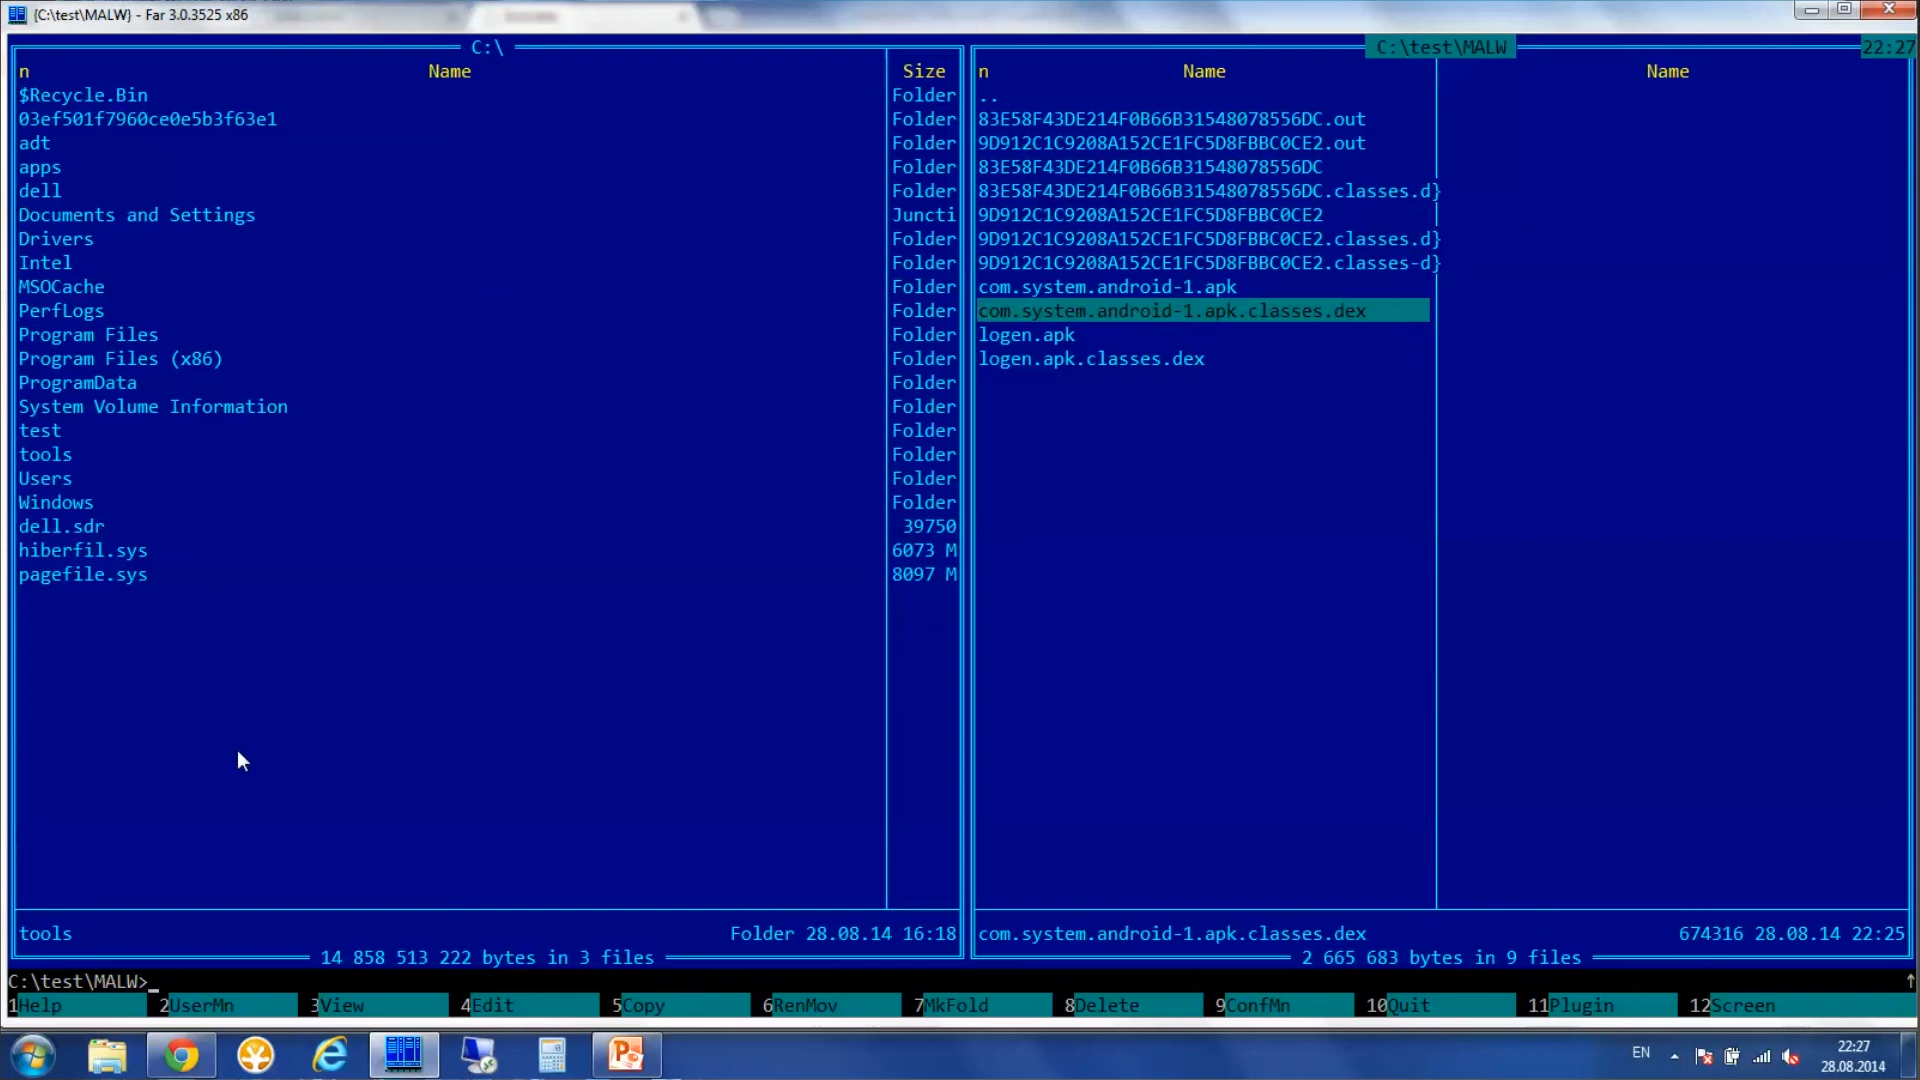 {C:\test\MALW} - Far 3.0.3525 x86
C:\
n Name Size
$Recycle.Bin Folder
03ef501f7960ce0e5b3f63e1 Folder
adt Folder
apps Folder
dell Folder
Documents and Settings Juncti
Drivers Folder
Intel Folder
MSOCache Folder
PerfLogs Folder
Program Files Folder
Program Files (x86) Folder
ProgramData Folder
System Volume Information Folder
test Folder
tools Folder
Users Folder
Windows Folder
dell.sdr 39750
hiberfil.sys 6073 M
pagefile.sys 8097 M
tools Folder 28.08.14 16:18
14 858 513 222 bytes in 3 files
C:\test\MALW 22:27
n Name Name
..
83E58F43DE214F0B66B31548078556DC.out
9D912C1C9208A152CE1FC5D8FBBC0CE2.out
83E58F43DE214F0B66B31548078556DC
83E58F43DE214F0B66B31548078556DC.classes.d}
9D912C1C9208A152CE1FC5D8FBBC0CE2
9D912C1C9208A152CE1FC5D8FBBC0CE2.classes.d}
9D912C1C9208A152CE1FC5D8FBBC0CE2.classes-d}
com.system.android-1.apk
com.system.android-1.apk.classes.dex
logen.apk
logen.apk.classes.dex
com.system.android-1.apk.classes.dex 674316 28.08.14 22:25
2 665 683 bytes in 9 files
C:\test\MALW>_
1Help 2UserMn 3View 4Edit 5Copy 6RenMov 7MkFold 8Delete 9ConfMn 10Quit 11Plugin 12Screen
EN 22:27
28.08.2014